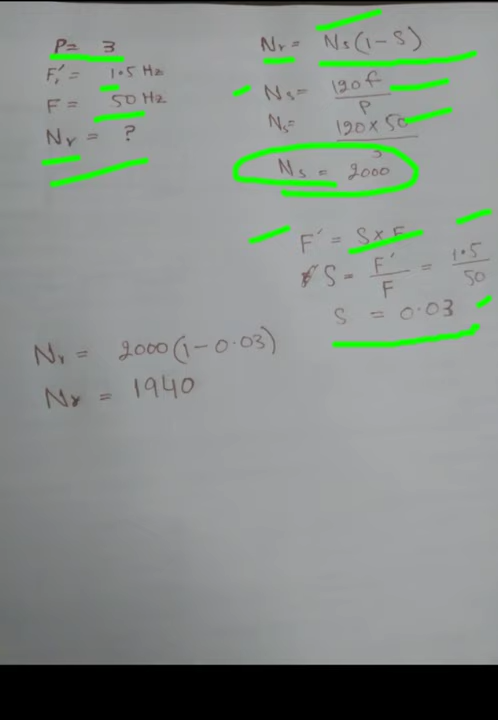 P= 3
F₁' = 1.5 Hz
F = 50 Hz
Nr = ?
Nr = Ns(1-S)
Ns = 120f
P
Ns= 120×50
3
Ns = 2000
F' = S×F
S = F' = 1.5
F 50
S = 0.03
Nr = 2000(1-0.03)
Nr = 1940